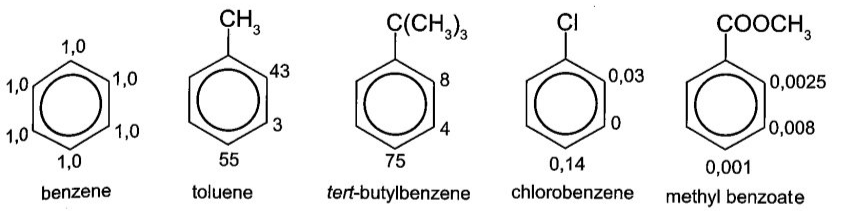 CH3
C(CH3)3
Cl
COOCH3
1,0
1,0
1,0
1,0
1,0
1,0
43
3
55
8
4
75
0,03
0
0,14
0,0025
0,008
0,001
benzene
toluene
tert-butylbenzene
chlorobenzene
methyl benzoate